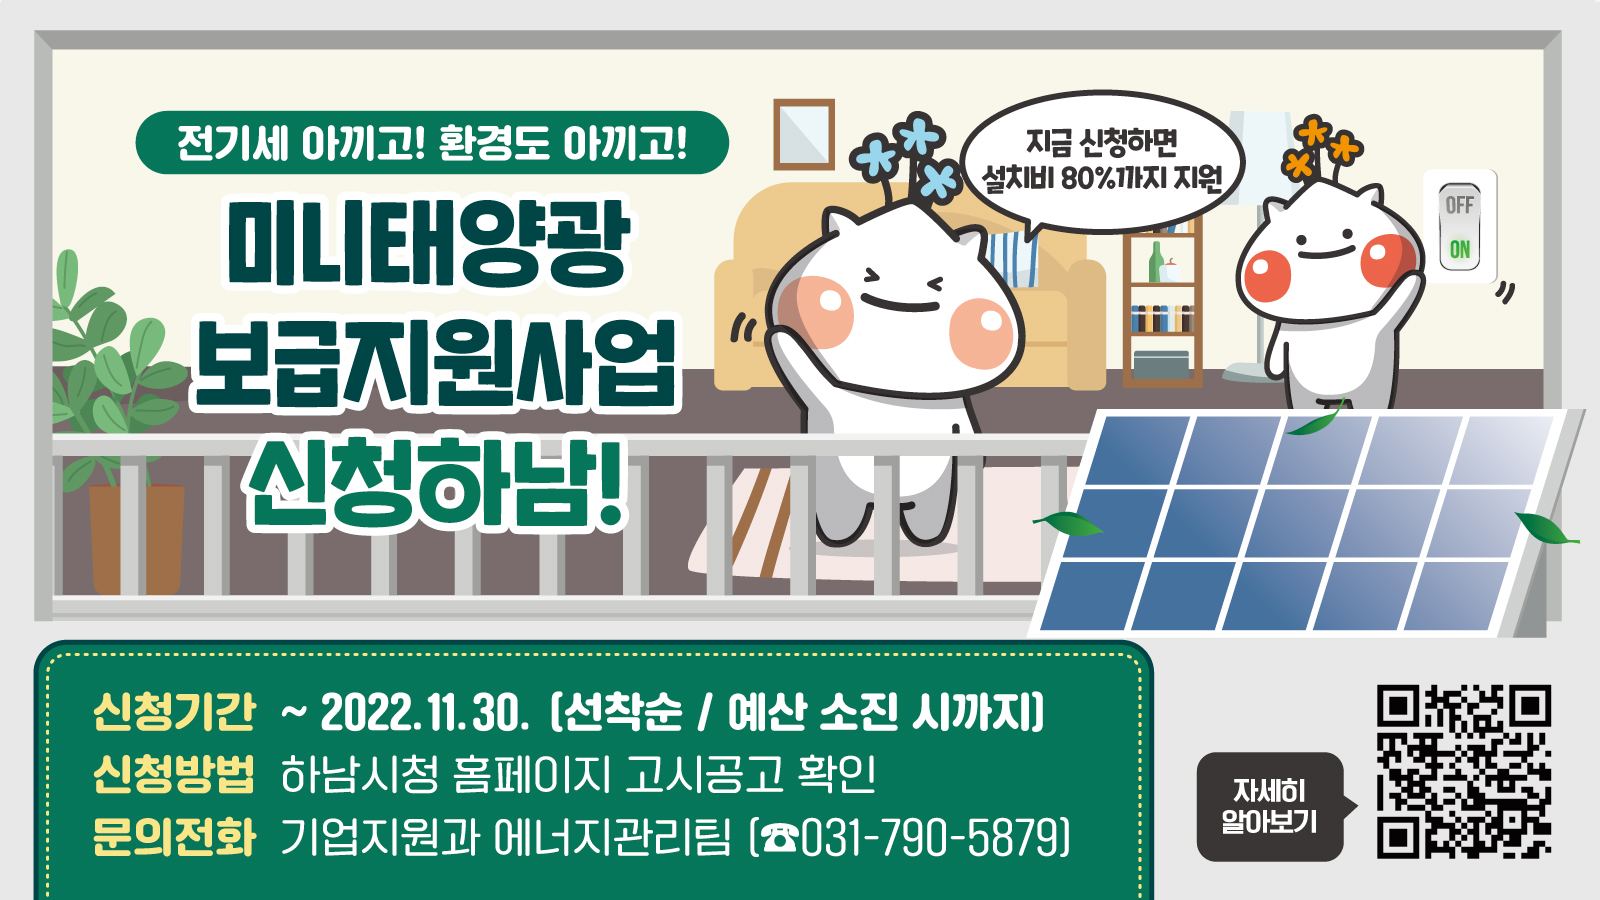 전기세 아끼고! 환경도 아끼고!
미니태양광
보급지원사업
신청하남!
지금 신청하면
설치비 80%까지 지원
OFF
ON
신청기간 ~ 2022.11.30. (선착순 / 예산 소진 시까지)
신청방법 하남시청 홈페이지 고시공고 확인
문의전화 기업지원과 에너지관리팀 (☎031-790-5879)
자세히
알아보기